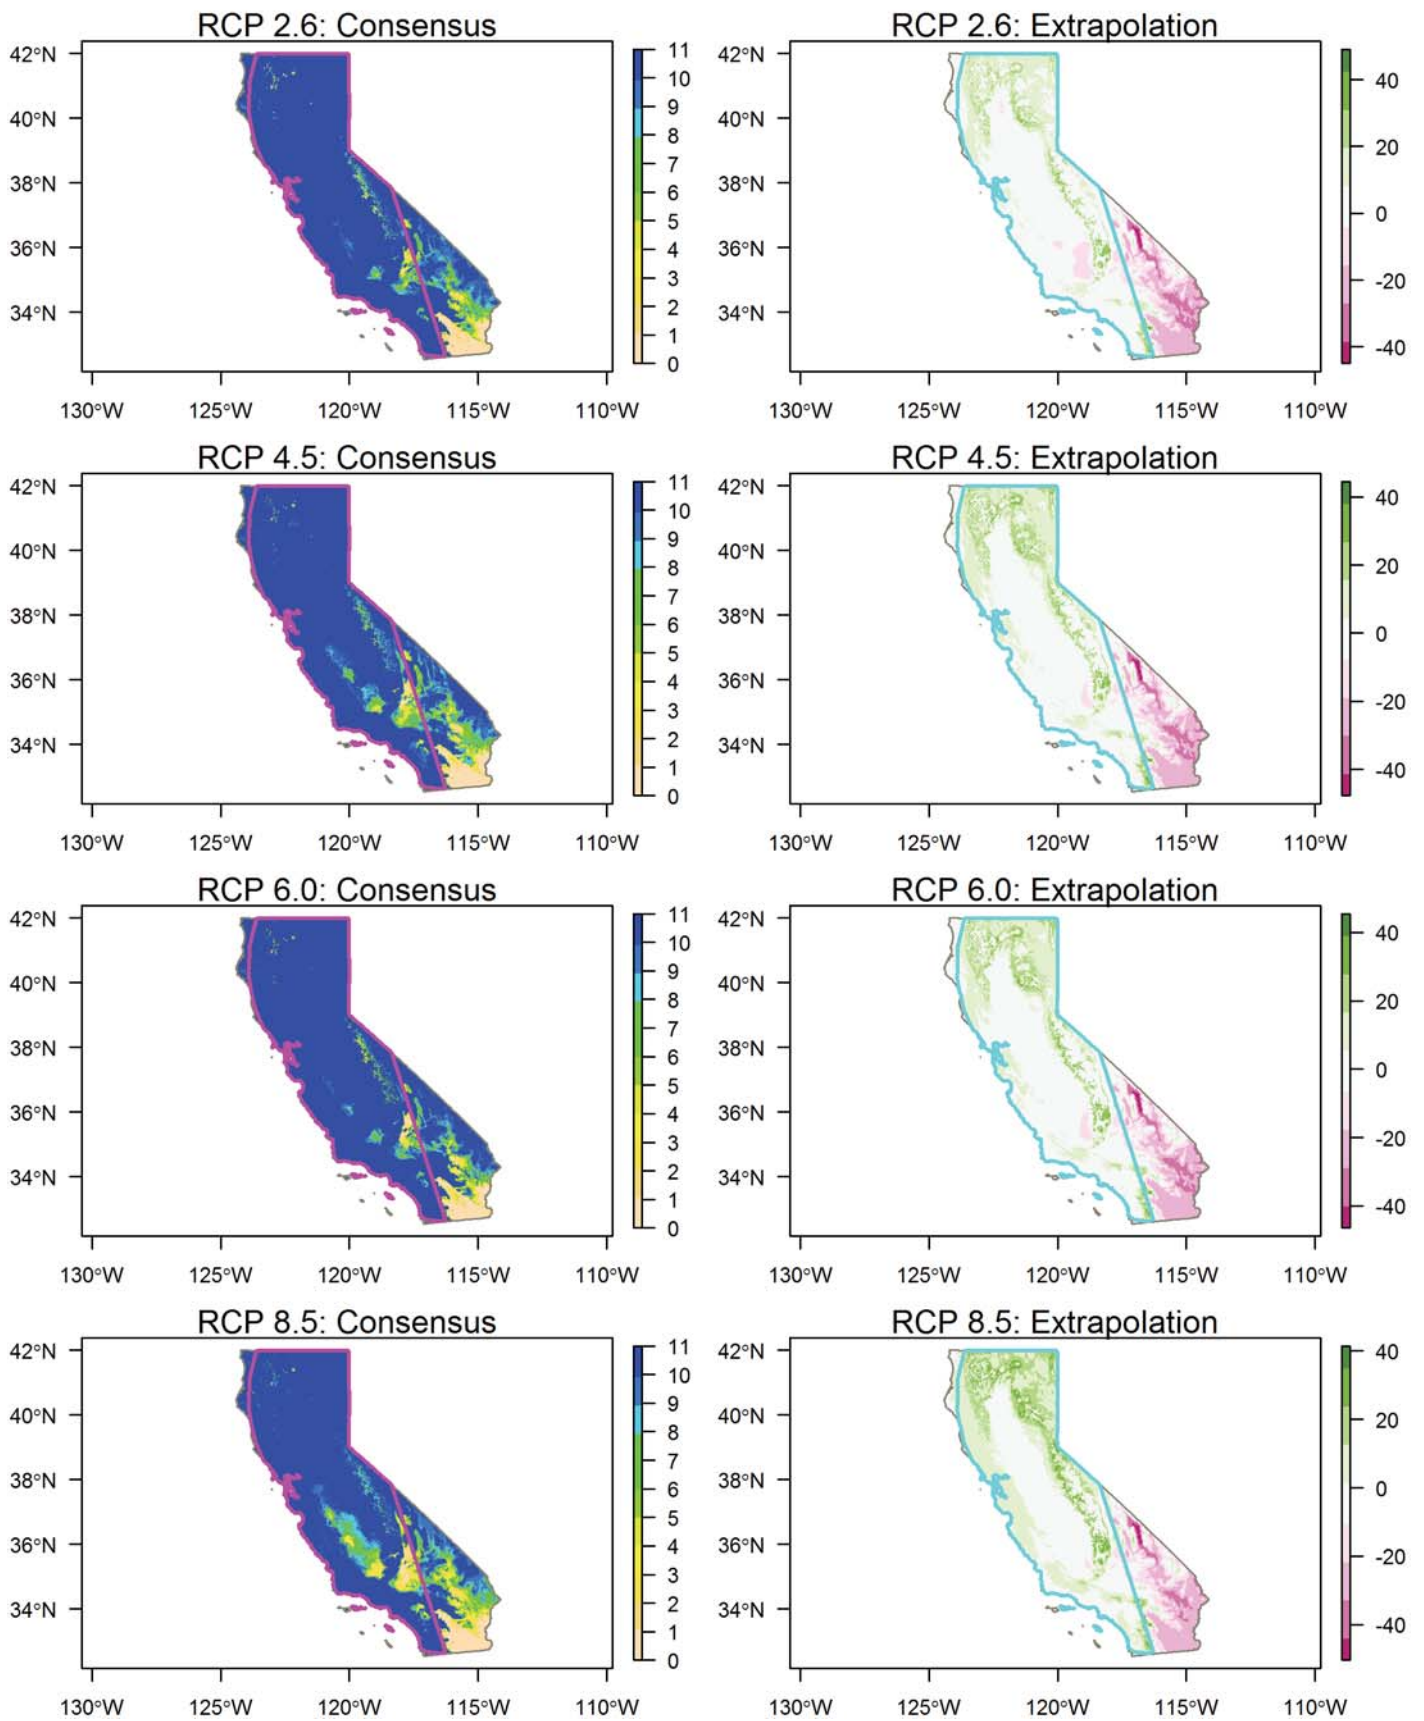 RCP 2.6: Consensus
42°N
40°N
38°N
36°N
34°N
130°W 125°W 120°W 115°W 110°W
11
10
9
8
7
6
5
4
3
2
1
0
RCP 2.6: Extrapolation
42°N
40°N
38°N
36°N
34°N
130°W 125°W 120°W 115°W 110°W
40
20
0
-20
-40
RCP 4.5: Consensus
42°N
40°N
38°N
36°N
34°N
130°W 125°W 120°W 115°W 110°W
11
10
9
8
7
6
5
4
3
2
1
0
RCP 4.5: Extrapolation
42°N
40°N
38°N
36°N
34°N
130°W 125°W 120°W 115°W 110°W
40
20
0
-20
-40
RCP 6.0: Consensus
42°N
40°N
38°N
36°N
34°N
130°W 125°W 120°W 115°W 110°W
11
10
9
8
7
6
5
4
3
2
1
0
RCP 6.0: Extrapolation
42°N
40°N
38°N
36°N
34°N
130°W 125°W 120°W 115°W 110°W
40
20
0
-20
-40
RCP 8.5: Consensus
42°N
40°N
38°N
36°N
34°N
130°W 125°W 120°W 115°W 110°W
11
10
9
8
7
6
5
4
3
2
1
0
RCP 8.5: Extrapolation
42°N
40°N
38°N
36°N
34°N
130°W 125°W 120°W 115°W 110°W
40
20
0
-20
-40